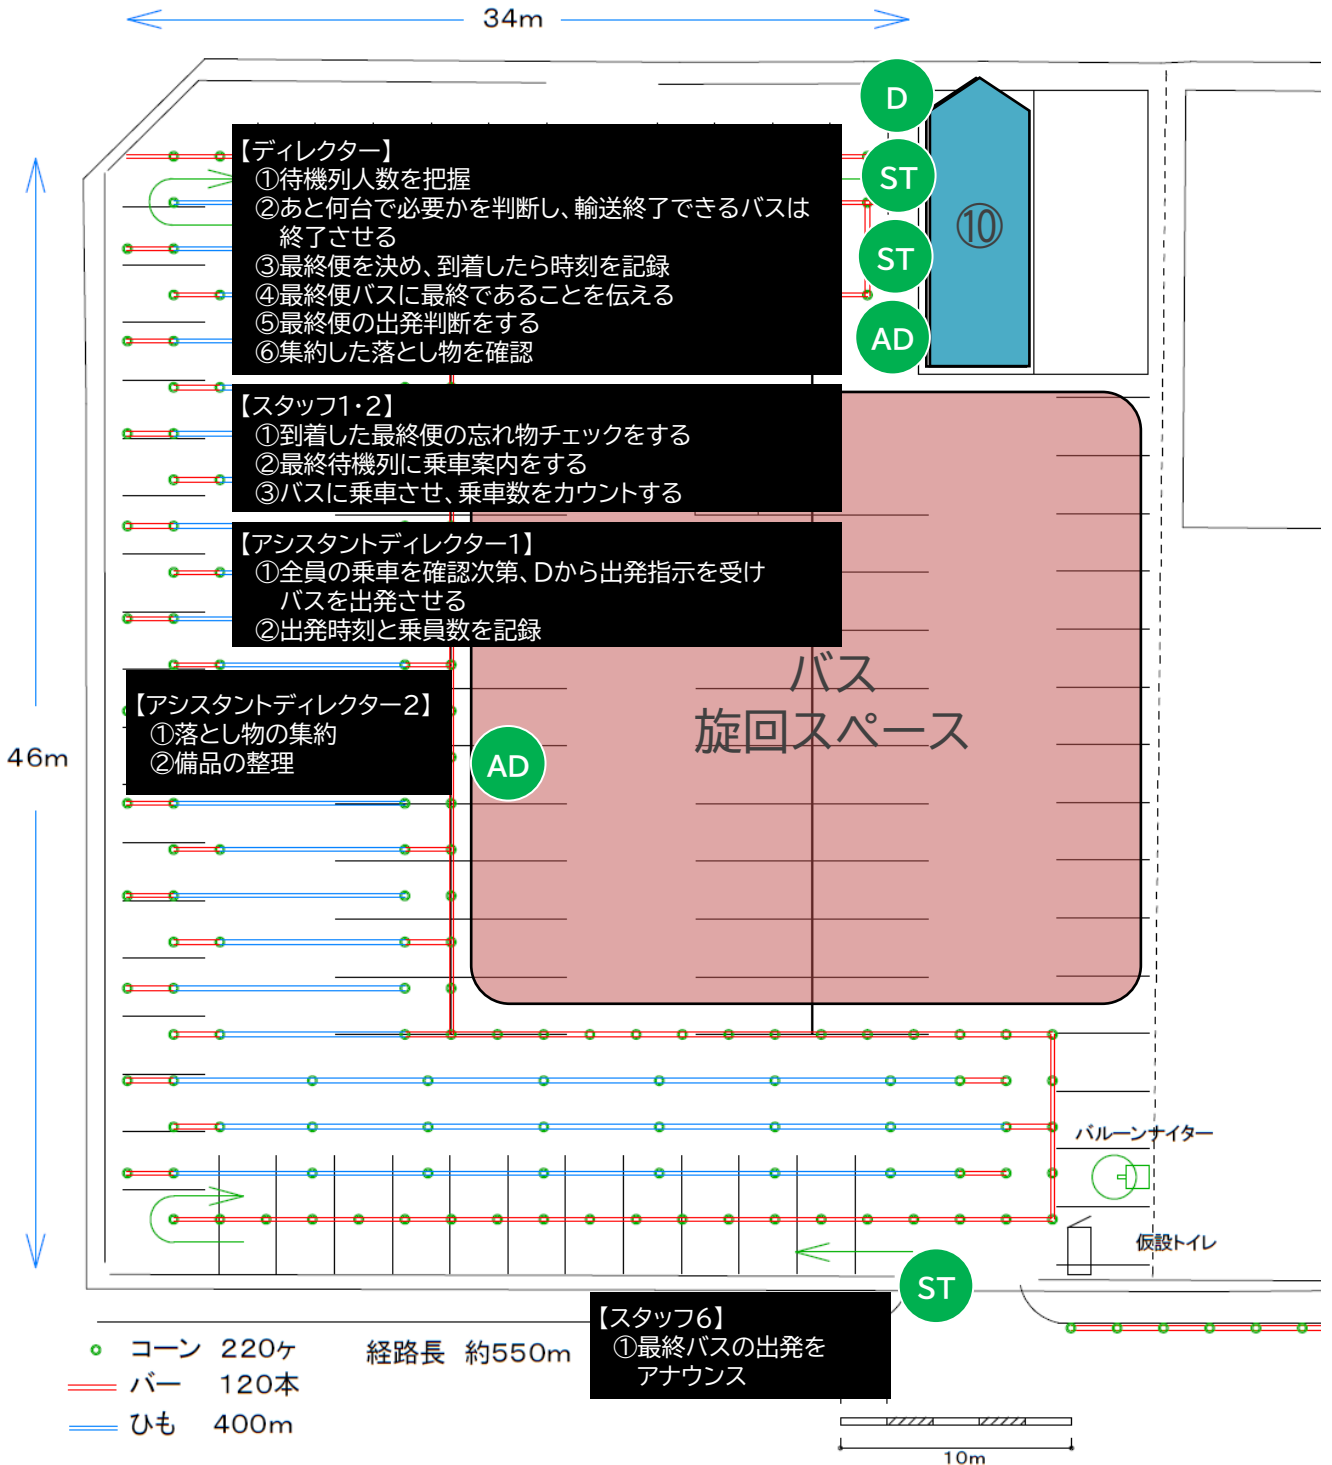 34m
D
ST
ST
AD
⑩
【ディレクター】
①待機列人数を把握
②あと何台で必要かを判断し、輸送終了できるバスは
終了させる
③最終便を決め、到着したら時刻を記録
④最終便バスに最終であることを伝える
⑤最終便の出発判断をする
⑥集約した落とし物を確認
【スタッフ1・2】
①到着した最終便の忘れ物チェックをする
②最終待機列に乗車案内をする
③バスに乗車させ、乗車数をカウントする
【アシスタントディレクター1】
①全員の乗車を確認次第、Dから出発指示を受け
バスを出発させる
②出発時刻と乗員数を記録
バス
旋回スペース
【アシスタントディレクター2】
①落とし物の集約
②備品の整理
AD
46m
バルーンナイター
仮設トイレ
ST
【スタッフ6】
①最終バスの出発を
アナウンス
コーン 220ケ
経路長 約550m
バー 120本
ひも 400m
10m